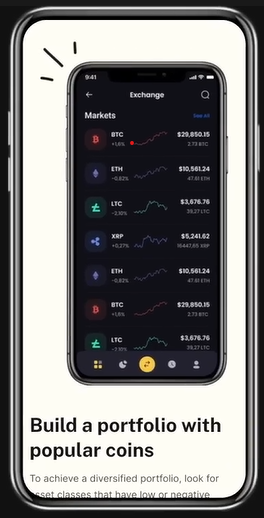 9:41
Exchange
Markets
See All
BTC $29,850.15
+1,6% 2.73 BTC
ETH $10,561.24
-0,82% 47.61 ETH
LTC $3,676.76
-2,10% 39,27 LTC
XRP $5,241.62
+0,27% 16447.65 XRP
ETH $10,561.24
-0,82% 47.61 ETH
BTC $29,850.15
+1,6% 2.73 BTC
LTC $3,676.76
-2,10% 39,27 LTC
Build a portfolio with
popular coins
To achieve a diversified portfolio, look for
asset classes that have low or negative